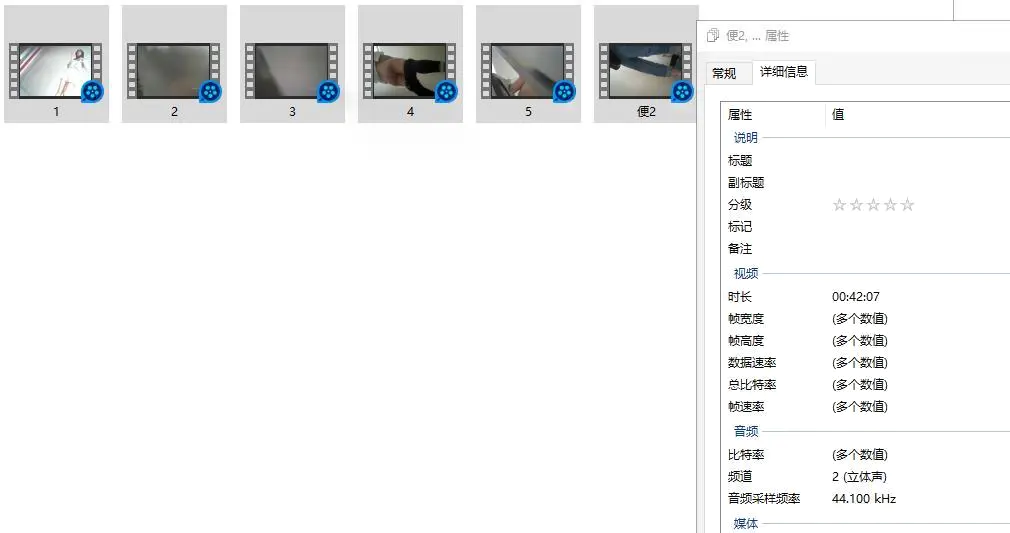 1
2
3
4
5
便2
便2, ... 属性
常规
详细信息
属性 值
说明
标题
副标题
分级 ☆☆☆☆☆
标记
备注
视频
时长 00:42:07
帧宽度 (多个数值)
帧高度 (多个数值)
数据速率 (多个数值)
总比特率 (多个数值)
帧速率 (多个数值)
音频
比特率 (多个数值)
频道 2 (立体声)
音频采样频率 44.100 kHz
媒体